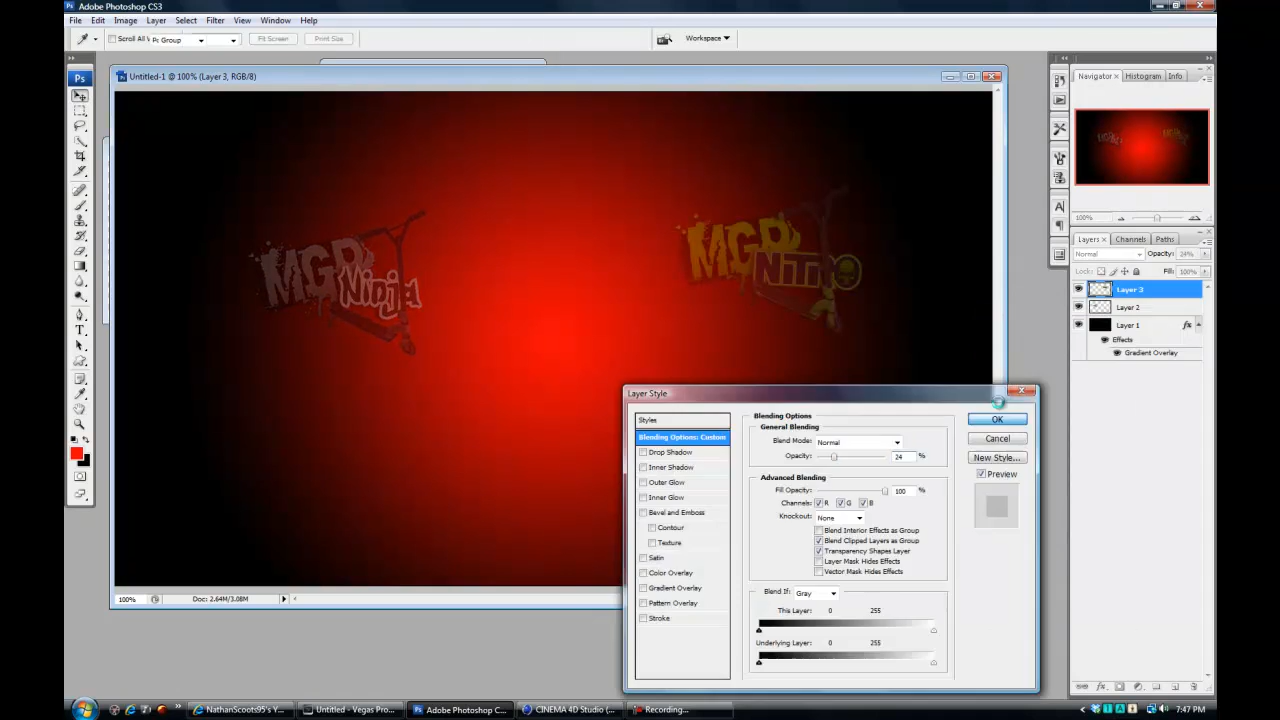 Adobe Photoshop CS3
File Edit Image Layer Select Filter View Window Help
Ps Group Fit Screen Print Size Workspace
Untitled-1 @ 100% (Layer 3, RGB/8)
Navigator Histogram Info
MGP Ninja
MGP Nitro
100%
Layers Channels Paths
Normal Opacity: 24%
Lock: Fill: 100%
Layer 3
Layer 2
Layer 1 fx
Effects
Gradient Overlay
Layer Style
Styles
Blending Options: Custom
Drop Shadow
Inner Shadow
Outer Glow
Inner Glow
Bevel and Emboss
Contour
Texture
Satin
Color Overlay
Gradient Overlay
Pattern Overlay
Stroke
Blending Options
General Blending
Blend Mode: Normal
Opacity: 24 %
Advanced Blending
Fill Opacity: 100 %
Channels: R G B
Knockout: None
Blend Interior Effects as Group
Blend Clipped Layers as Group
Transparency Shapes Layer
Layer Mask Hides Effects
Vector Mask Hides Effects
Blend If: Gray
This Layer: 0 255
Underlying Layer: 0 255
OK
Cancel
New Style...
Preview
100% Doc: 2.64M/3.08M
NathanScoots95's Y... Untitled - Vegas Pro... Adobe Photoshop C... CINEMA 4D Studio (... Recording... 7:47 PM